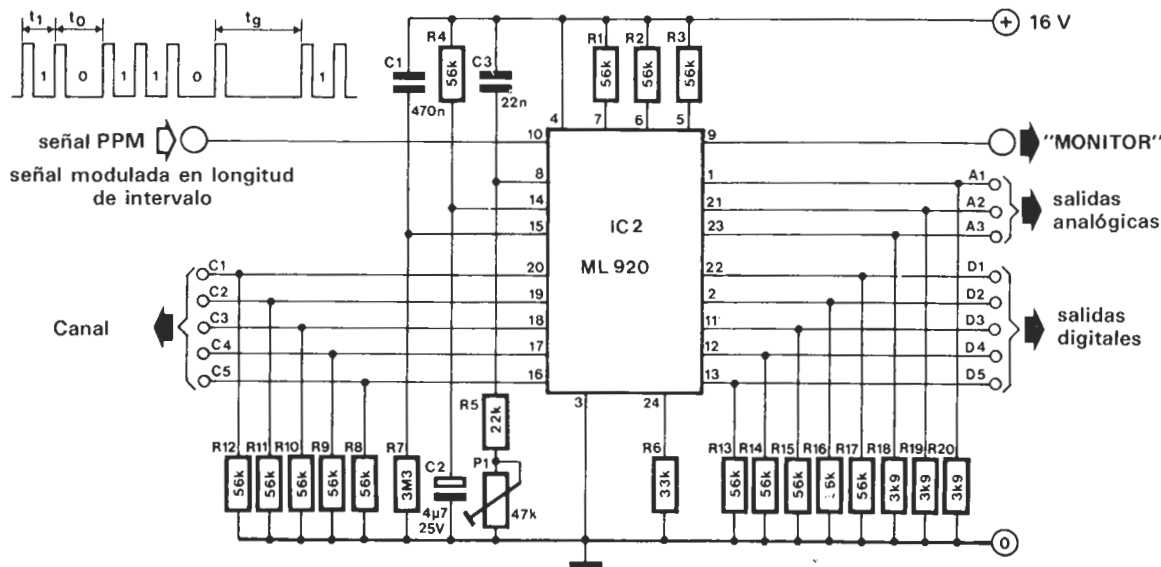 t1 t0 tg
1 0 1 1 0 1
16 V
+
R4
56k
C1
470n
C3
22n
R1
56k
R2
56k
R3
56k
4 7 6 5
señal PPM
señal modulada en longitud
de intervalo
10
8
14
15
20
19
18
17
16
IC2
ML 920
9
1
21
23
22
2
11
12
13
3 24
"MONITOR"
A1
A2
A3
salidas
analógicas
C1
C2
C3
C4
C5
Canal
D1
D2
D3
D4
D5
salidas
digitales
R5
22k
P1
47k
R12 R11 R10 R9 R8 R7
56k 56k 56k 56k 56k 3M3
C2
4µ7
25V
R6
33k
R13 R14 R15 R16 R17 R18 R19 R20
56k 56k 56k 56k 3k9 3k9 3k9
0